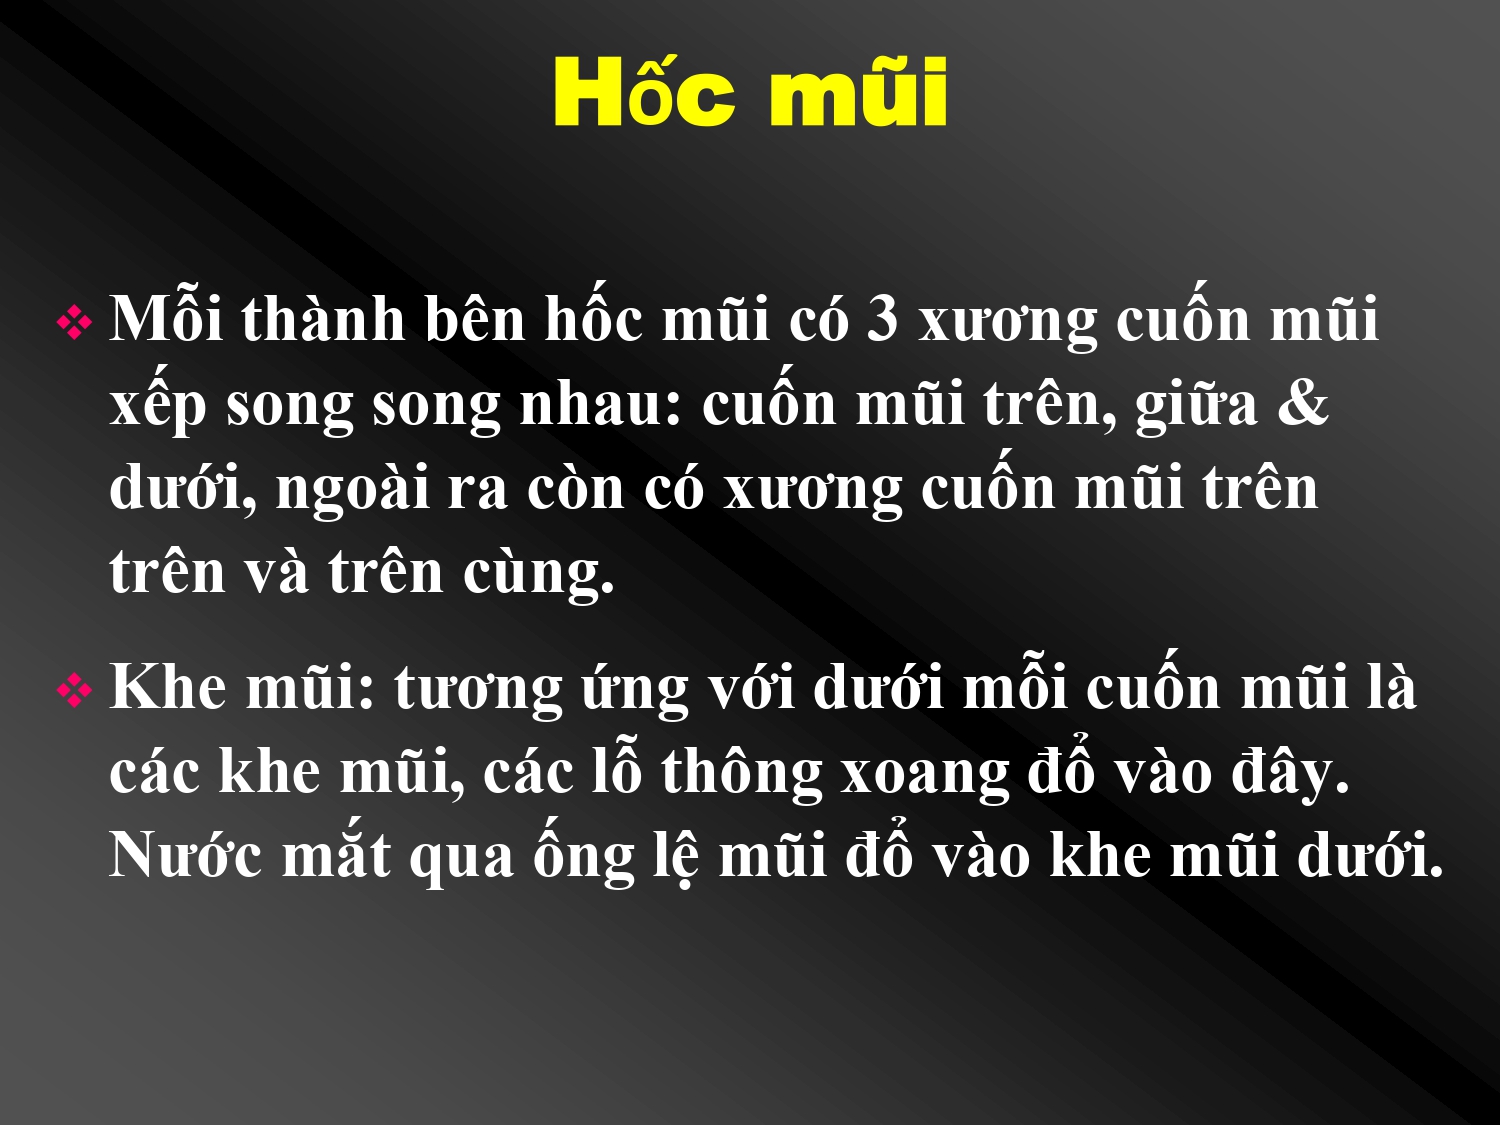 Hốc mũi
Mỗi thành bên hốc mũi có 3 xương cuốn mũi
xếp song song nhau: cuốn mũi trên, giữa &
dưới, ngoài ra còn có xương cuốn mũi trên
trên và trên cùng.
Khe mũi: tương ứng với dưới mỗi cuốn mũi là
các khe mũi, các lỗ thông xoang đổ vào đây.
Nước mắt qua ống lệ mũi đổ vào khe mũi dưới.